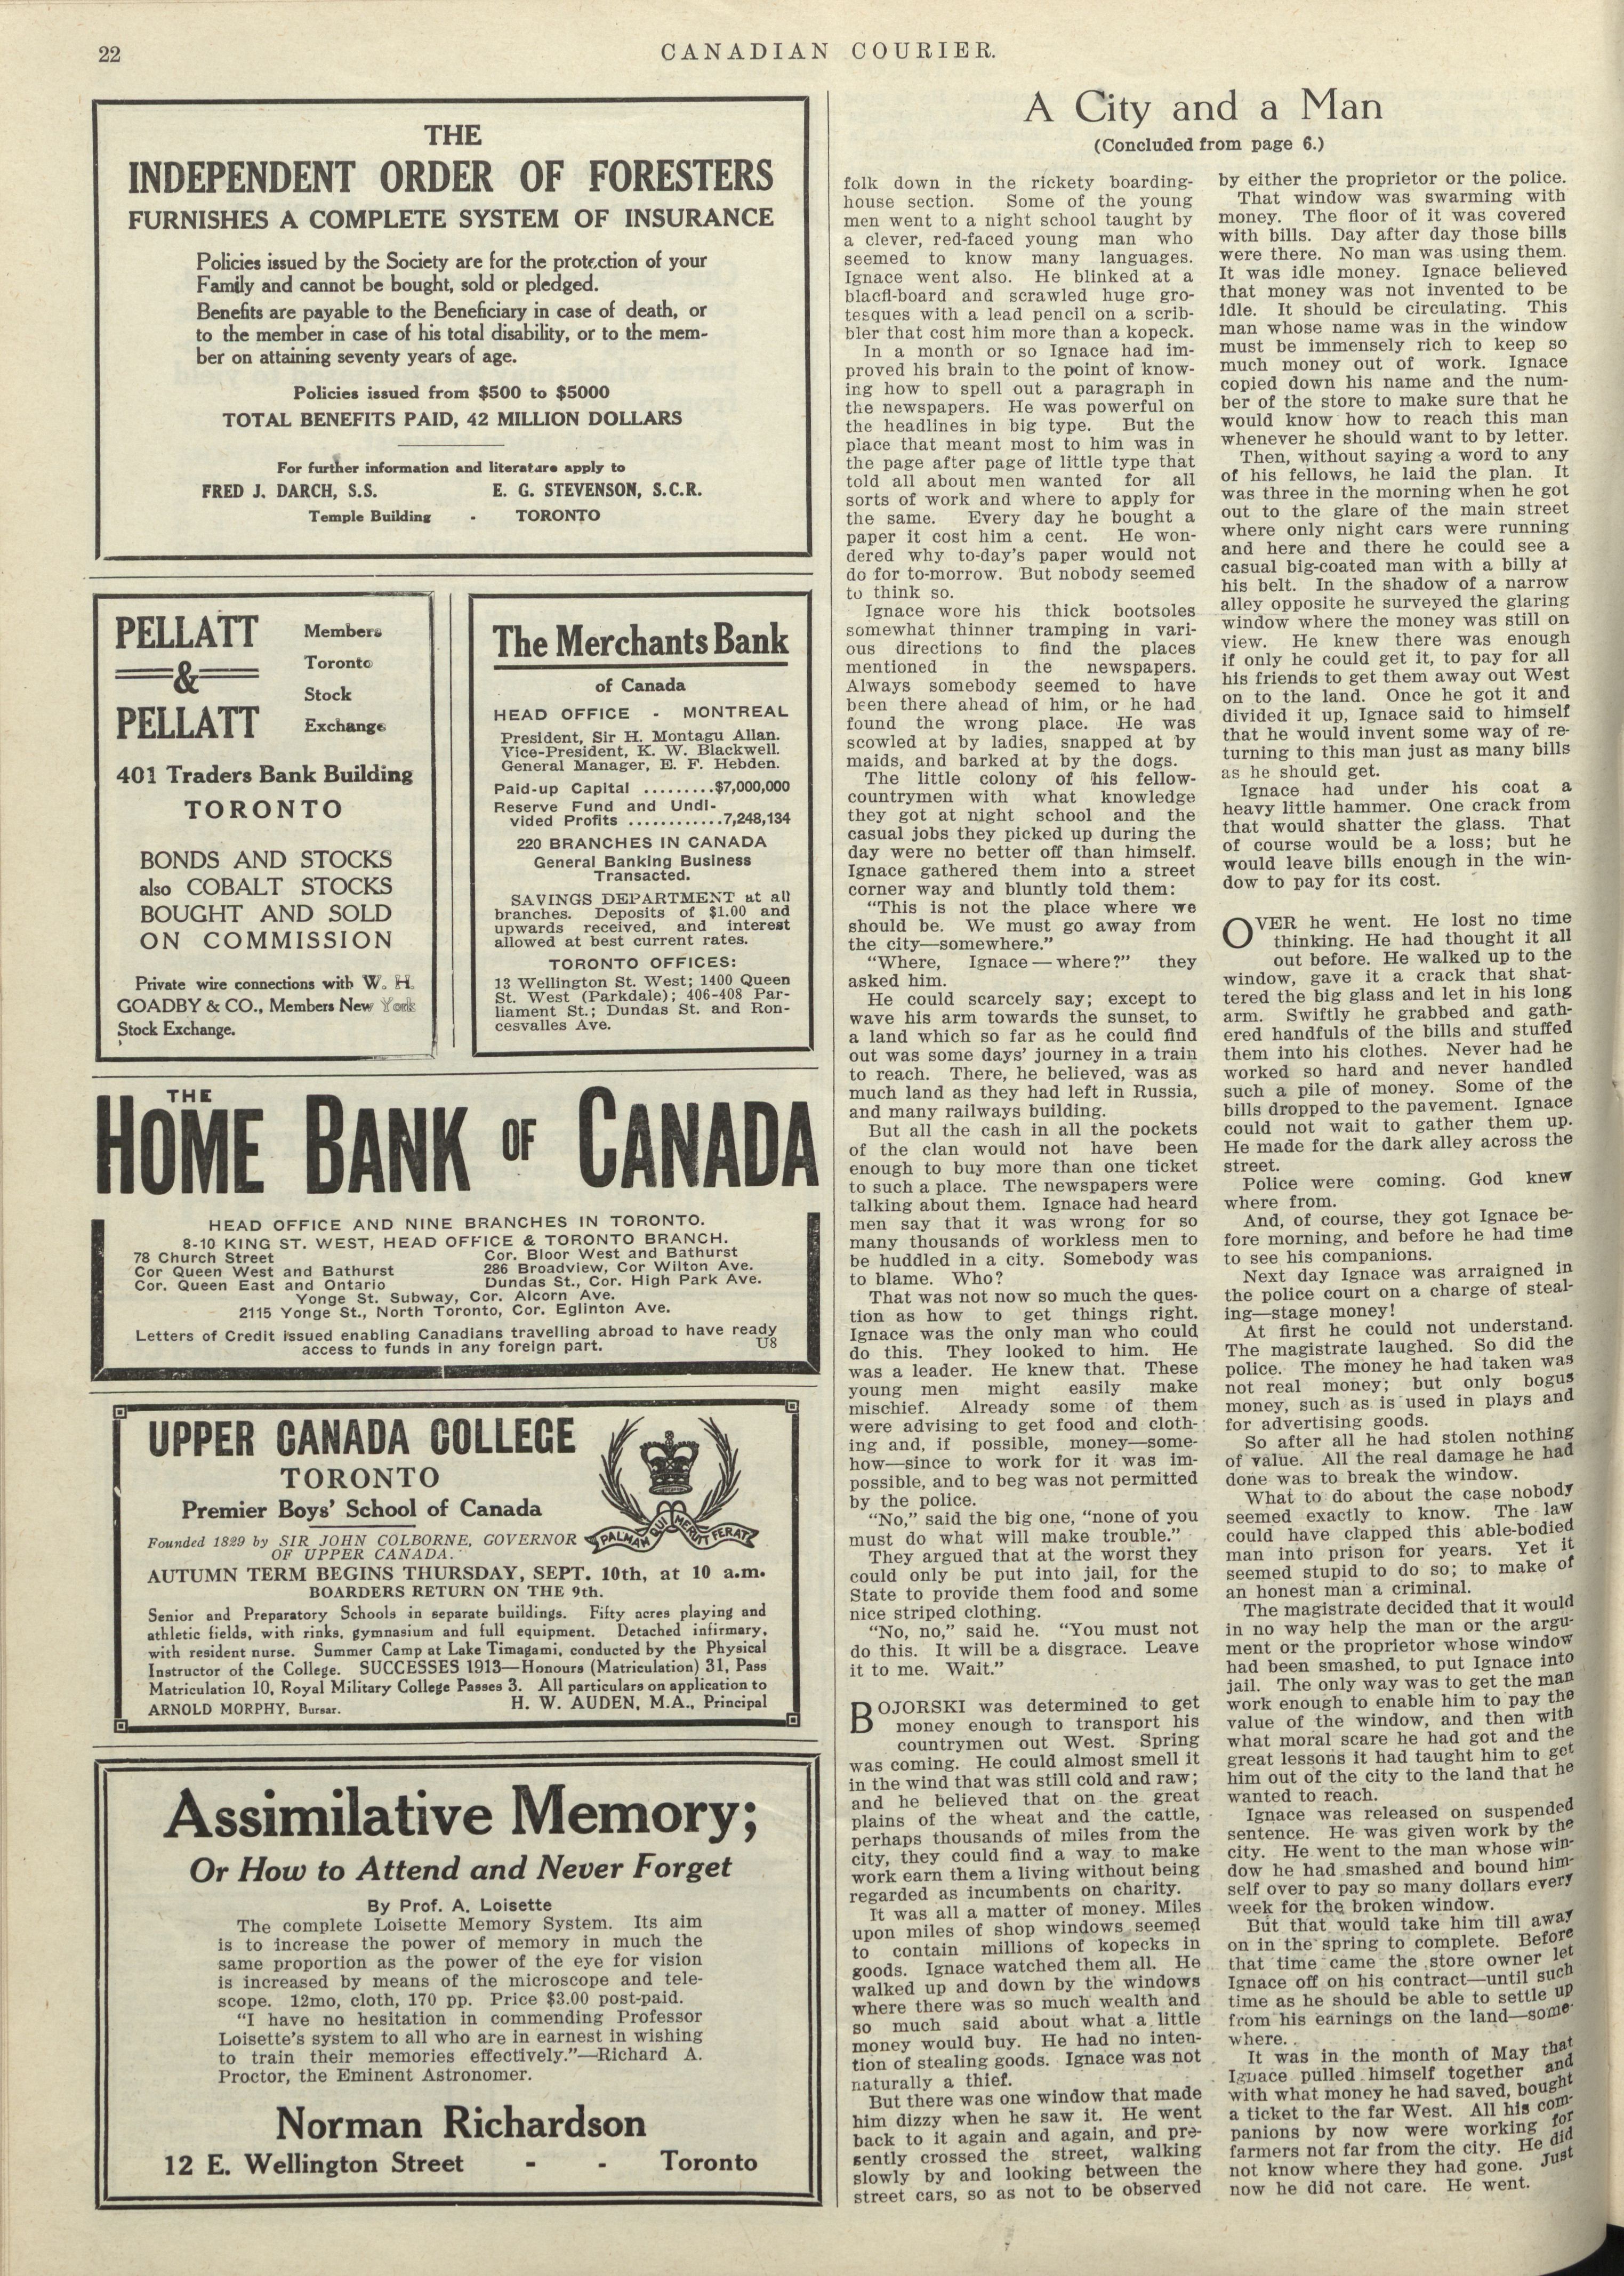 22
CANADIAN COURIER.
THE
INDEPENDENT ORDER OF FORESTERS
FURNISHES A COMPLETE SYSTEM OF INSURANCE
Policies issued by the Society are for the protection of your
Family and cannot be bought, sold or pledged.
Benefits are payable to the Beneficiary in case of death, or
to the member in case of his total disability, or to the mem-
ber on attaining seventy years of age.
Policies issued from $500 to $5000
TOTAL BENEFITS PAID, 42 MILLION DOLLARS
For further information and literature apply to
FRED J. DARCH, S.S. E. G. STEVENSON, S.C.R.
Temple Building - TORONTO
PELLATT
&
PELLATT
Members
Toronto
Stock
Exchange
401 Traders Bank Building
TORONTO
BONDS AND STOCKS
also COBALT STOCKS
BOUGHT AND SOLD
ON COMMISSION
Private wire connections with W. H.
GOADBY & CO., Members New York
Stock Exchange.
The Merchants Bank
of Canada
HEAD OFFICE - MONTREAL
President, Sir H. Montagu Allan.
Vice-President, K. W. Blackwell.
General Manager, E. F. Hebden.
Paid-up Capital .........$7,000,000
Reserve Fund and Undi-
vided Profits ............7,248,134
220 BRANCHES IN CANADA
General Banking Business
Transacted.
SAVINGS DEPARTMENT at all
branches. Deposits of $1.00 and
upwards received, and interest
allowed at best current rates.
TORONTO OFFICES:
13 Wellington St. West; 1400 Queen
St. West (Parkdale); 406-408 Par-
liament St.; Dundas St. and Ron-
cesvalles Ave.
THE
HOME BANK OF CANADA
HEAD OFFICE AND NINE BRANCHES IN TORONTO.
8-10 KING ST. WEST, HEAD OFFICE & TORONTO BRANCH.
78 Church Street Cor. Bloor West and Bathurst
Cor Queen West and Bathurst 286 Broadview, Cor Wilton Ave.
Cor. Queen East and Ontario Dundas St., Cor. High Park Ave.
Yonge St. Subway, Cor. Alcorn Ave.
2115 Yonge St., North Toronto, Cor. Eglinton Ave.
Letters of Credit issued enabling Canadians travelling abroad to have ready
access to funds in any foreign part. U8
UPPER CANADA COLLEGE
TORONTO
Premier Boys' School of Canada
Founded 1829 by SIR JOHN COLBORNE, GOVERNOR
OF UPPER CANADA.
PALMAM QUI MERUIT FERAT
AUTUMN TERM BEGINS THURSDAY, SEPT. 10th, at 10 a.m.
BOARDERS RETURN ON THE 9th.
Senior and Preparatory Schools in separate buildings. Fifty acres playing and
athletic fields, with rinks, gymnasium and full equipment. Detached infirmary,
with resident nurse. Summer Camp at Lake Timagami, conducted by the Physical
Instructor of the College. SUCCESSES 1913—Honours (Matriculation) 31, Pass
Matriculation 10, Royal Military College Passes 3. All particulars on application to
ARNOLD MORPHY, Bursar. H. W. AUDEN, M.A., Principal
Assimilative Memory;
Or How to Attend and Never Forget
By Prof. A. Loisette
The complete Loisette Memory System. Its aim
is to increase the power of memory in much the
same proportion as the power of the eye for vision
is increased by means of the microscope and tele-
scope. 12mo, cloth, 170 pp. Price $3.00 post-paid.
"I have no hesitation in commending Professor
Loisette's system to all who are in earnest in wishing
to train their memories effectively."—Richard A.
Proctor, the Eminent Astronomer.
Norman Richardson
12 E. Wellington Street - - Toronto
A City and a Man
(Concluded from page 6.)
folk down in the rickety boarding-
house section. Some of the young
men went to a night school taught by
a clever, red-faced young man who
seemed to know many languages.
Ignace went also. He blinked at a
blacfl-board and scrawled huge gro-
tesques with a lead pencil on a scrib-
bler that cost him more than a kopeck.
In a month or so Ignace had im-
proved his brain to the point of know-
ing how to spell out a paragraph in
the newspapers. He was powerful on
the headlines in big type. But the
place that meant most to him was in
the page after page of little type that
told all about men wanted for all
sorts of work and where to apply for
the same. Every day he bought a
paper it cost him a cent. He won-
dered why to-day's paper would not
do for to-morrow. But nobody seemed
to think so.
Ignace wore his thick bootsoles
somewhat thinner tramping in vari-
ous directions to find the places
mentioned in the newspapers.
Always somebody seemed to have
been there ahead of him, or he had
found the wrong place. He was
scowled at by ladies, snapped at by
maids, and barked at by the dogs.
The little colony of his fellow-
countrymen with what knowledge
they got at night school and the
casual jobs they picked up during the
day were no better off than himself.
Ignace gathered them into a street
corner way and bluntly told them:
"This is not the place where we
should be. We must go away from
the city—somewhere."
"Where, Ignace—where?" they
asked him.
He could scarcely say; except to
wave his arm towards the sunset, to
a land which so far as he could find
out was some days' journey in a train
to reach. There, he believed, was as
much land as they had left in Russia,
and many railways building.
But all the cash in all the pockets
of the clan would not have been
enough to buy more than one ticket
to such a place. The newspapers were
talking about them. Ignace had heard
men say that it was wrong for so
many thousands of workless men to
be huddled in a city. Somebody was
to blame. Who?
That was not now so much the ques-
tion as how to get things right.
Ignace was the only man who could
do this. They looked to him. He
was a leader. He knew that. These
young men might easily make
mischief. Already some of them
were advising to get food and cloth-
ing and, if possible, money—some-
how—since to work for it was im-
possible, and to beg was not permitted
by the police.
"No," said the big one, "none of you
must do what will make trouble."
They argued that at the worst they
could only be put into jail, for the
State to provide them food and some
nice striped clothing.
"No, no," said he. "You must not
do this. It will be a disgrace. Leave
it to me. Wait."
BOJORSKI was determined to get
money enough to transport his
countrymen out West. Spring
was coming. He could almost smell it
in the wind that was still cold and raw;
and he believed that on the great
plains of the wheat and the cattle,
perhaps thousands of miles from the
city, they could find a way to make
work earn them a living without being
regarded as incumbents on charity.
It was all a matter of money. Miles
upon miles of shop windows seemed
to contain millions of kopecks in
goods. Ignace watched them all. He
walked up and down by the windows
where there was so much wealth and
so much said about what a little
money would buy. He had no inten-
tion of stealing goods. Ignace was not
naturally a thief.
But there was one window that made
him dizzy when he saw it. He went
back to it again and again, and pre-
sently crossed the street, walking
slowly by and looking between the
street cars, so as not to be observed
by either the proprietor or the police.
That window was swarming with
money. The floor of it was covered
with bills. Day after day those bills
were there. No man was using them.
It was idle money. Ignace believed
that money was not invented to be
idle. It should be circulating. This
man whose name was in the window
must be immensely rich to keep so
much money out of work. Ignace
copied down his name and the num-
ber of the store to make sure that he
would know how to reach this man
whenever he should want to by letter.
Then, without saying a word to any
of his fellows, he laid the plan. It
was three in the morning when he got
out to the glare of the main street
where only night cars were running
and here and there he could see a
casual big-coated man with a billy at
his belt. In the shadow of a narrow
alley opposite he surveyed the glaring
window where the money was still on
view. He knew there was enough
if only he could get it, to pay for all
his friends to get them away out West
on to the land. Once he got it and
divided it up, Ignace said to himself
that he would invent some way of re-
turning to this man just as many bills
as he should get.
Ignace had under his coat a
heavy little hammer. One crack from
that would shatter the glass. That
of course would be a loss; but he
would leave bills enough in the win-
dow to pay for its cost.
OVER he went. He lost no time
thinking. He had thought it all
out before. He walked up to the
window, gave it a crack that shat-
tered the big glass and let in his long
arm. Swiftly he grabbed and gath-
ered handfuls of the bills and stuffed
them into his clothes. Never had he
worked so hard and never handled
such a pile of money. Some of the
bills dropped to the pavement. Ignace
could not wait to gather them up.
He made for the dark alley across the
street.
Police were coming. God knew
where from.
And, of course, they got Ignace be-
fore morning, and before he had time
to see his companions.
Next day Ignace was arraigned in
the police court on a charge of steal-
ing—stage money!
At first he could not understand.
The magistrate laughed. So did the
police. The money he had taken was
not real money; but only bogus
money, such as is used in plays and
for advertising goods.
So after all he had stolen nothing
of value. All the real damage he had
done was to break the window.
What to do about the case nobody
seemed exactly to know. The law
could have clapped this able-bodied
man into prison for years. Yet it
seemed stupid to do so; to make of
an honest man a criminal.
The magistrate decided that it would
in no way help the man or the argu-
ment or the proprietor whose window
had been smashed, to put Ignace into
jail. The only way was to get the man
work enough to enable him to pay the
value of the window, and then with
what moral scare he had got and the
great lessons it had taught him to get
him out of the city to the land that he
wanted to reach.
Ignace was released on suspended
sentence. He was given work by the
city. He went to the man whose win-
dow he had smashed and bound him-
self over to pay so many dollars every
week for the broken window.
But that would take him till away
on in the spring to complete. Before
that time came the store owner let
Ignace off on his contract—until such
time as he should be able to settle up
from his earnings on the land—some-
where.
It was in the month of May that
Ignace pulled himself together and
with what money he had saved, bought
a ticket to the far West. All his com-
panions by now were working for
farmers not far from the city. He did
not know where they had gone. Just
now he did not care. He went.